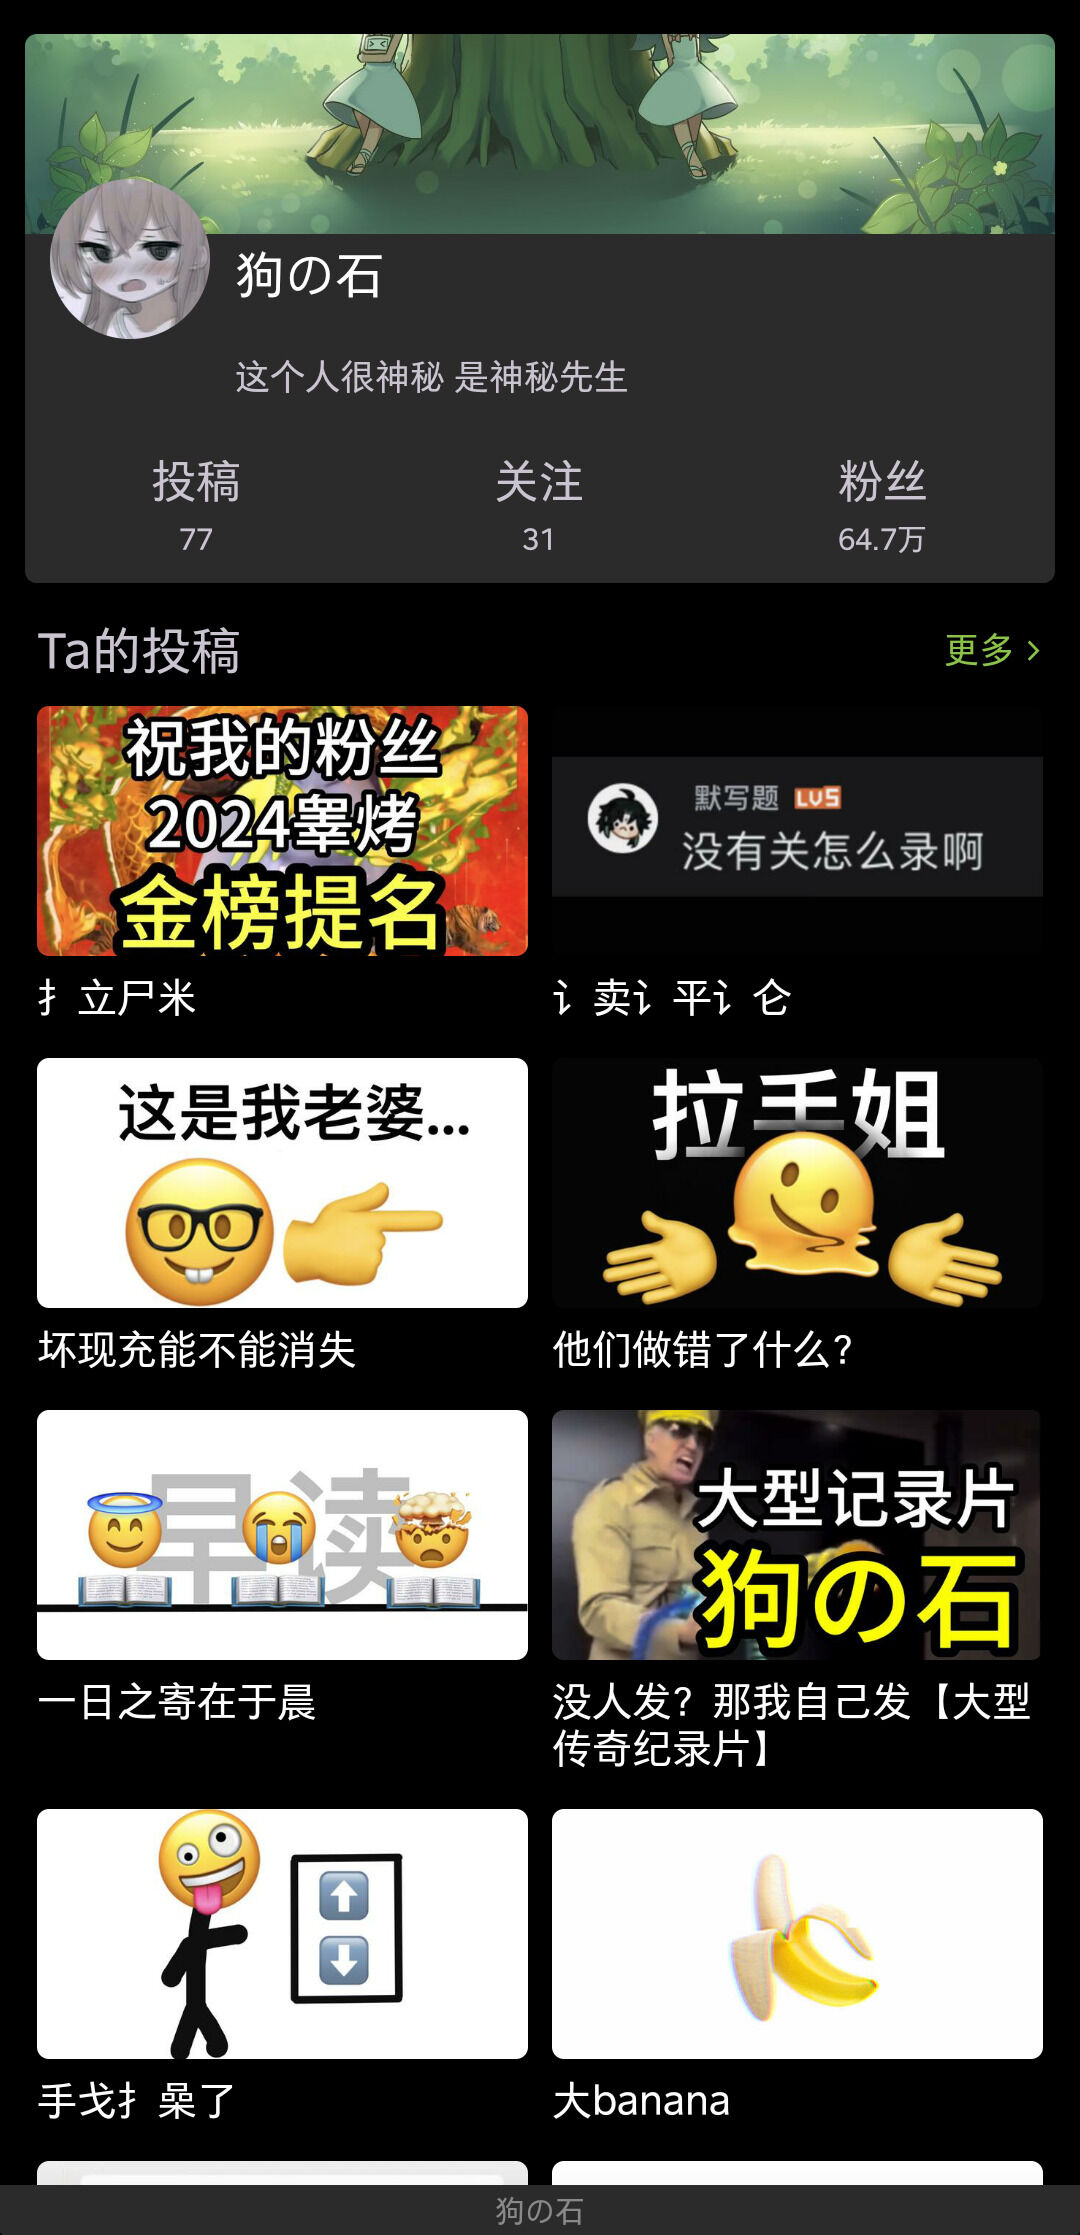 狗の石
这个人很神秘 是神秘先生
投稿
关注
粉丝
77
31
64.7万
Ta的投稿
更多 >
祝我的粉丝
2024睾烤
金榜提名
默写题 LV5
没有关怎么录啊
扌立尸米
讠卖讠平讠仑
这是我老婆...
拉手姐
坏现充能不能消失
他们做错了什么?
早读
大型记录片
狗の石
一日之寄在于晨
没人发？那我自己发【大型
传奇纪录片】
手戈扌喿了
大banana
狗の石